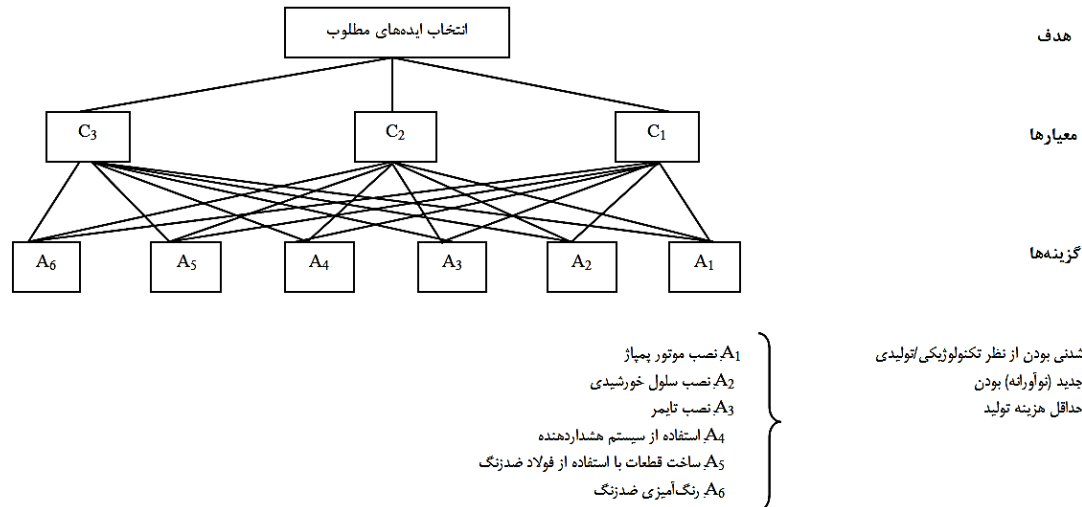 هدف
انتخاب ایده‌های مطلوب
معیارها
C1
C2
C3
گزینه‌ها
A1
A2
A3
A4
A5
A6
شدنی بودن از نظر تکنولوژیکی/تولیدی
جدید (نوآورانه) بودن
حداقل هزینه تولید
A1. نصب موتور پمپاژ
A2. نصب سلول خورشیدی
A3. نصب تایمر
A4. استفاده از سیستم هشداردهنده
A5. ساخت قطعات با استفاده از فولاد ضدزنگ
A6. رنگ‌آمیزی ضدزنگ